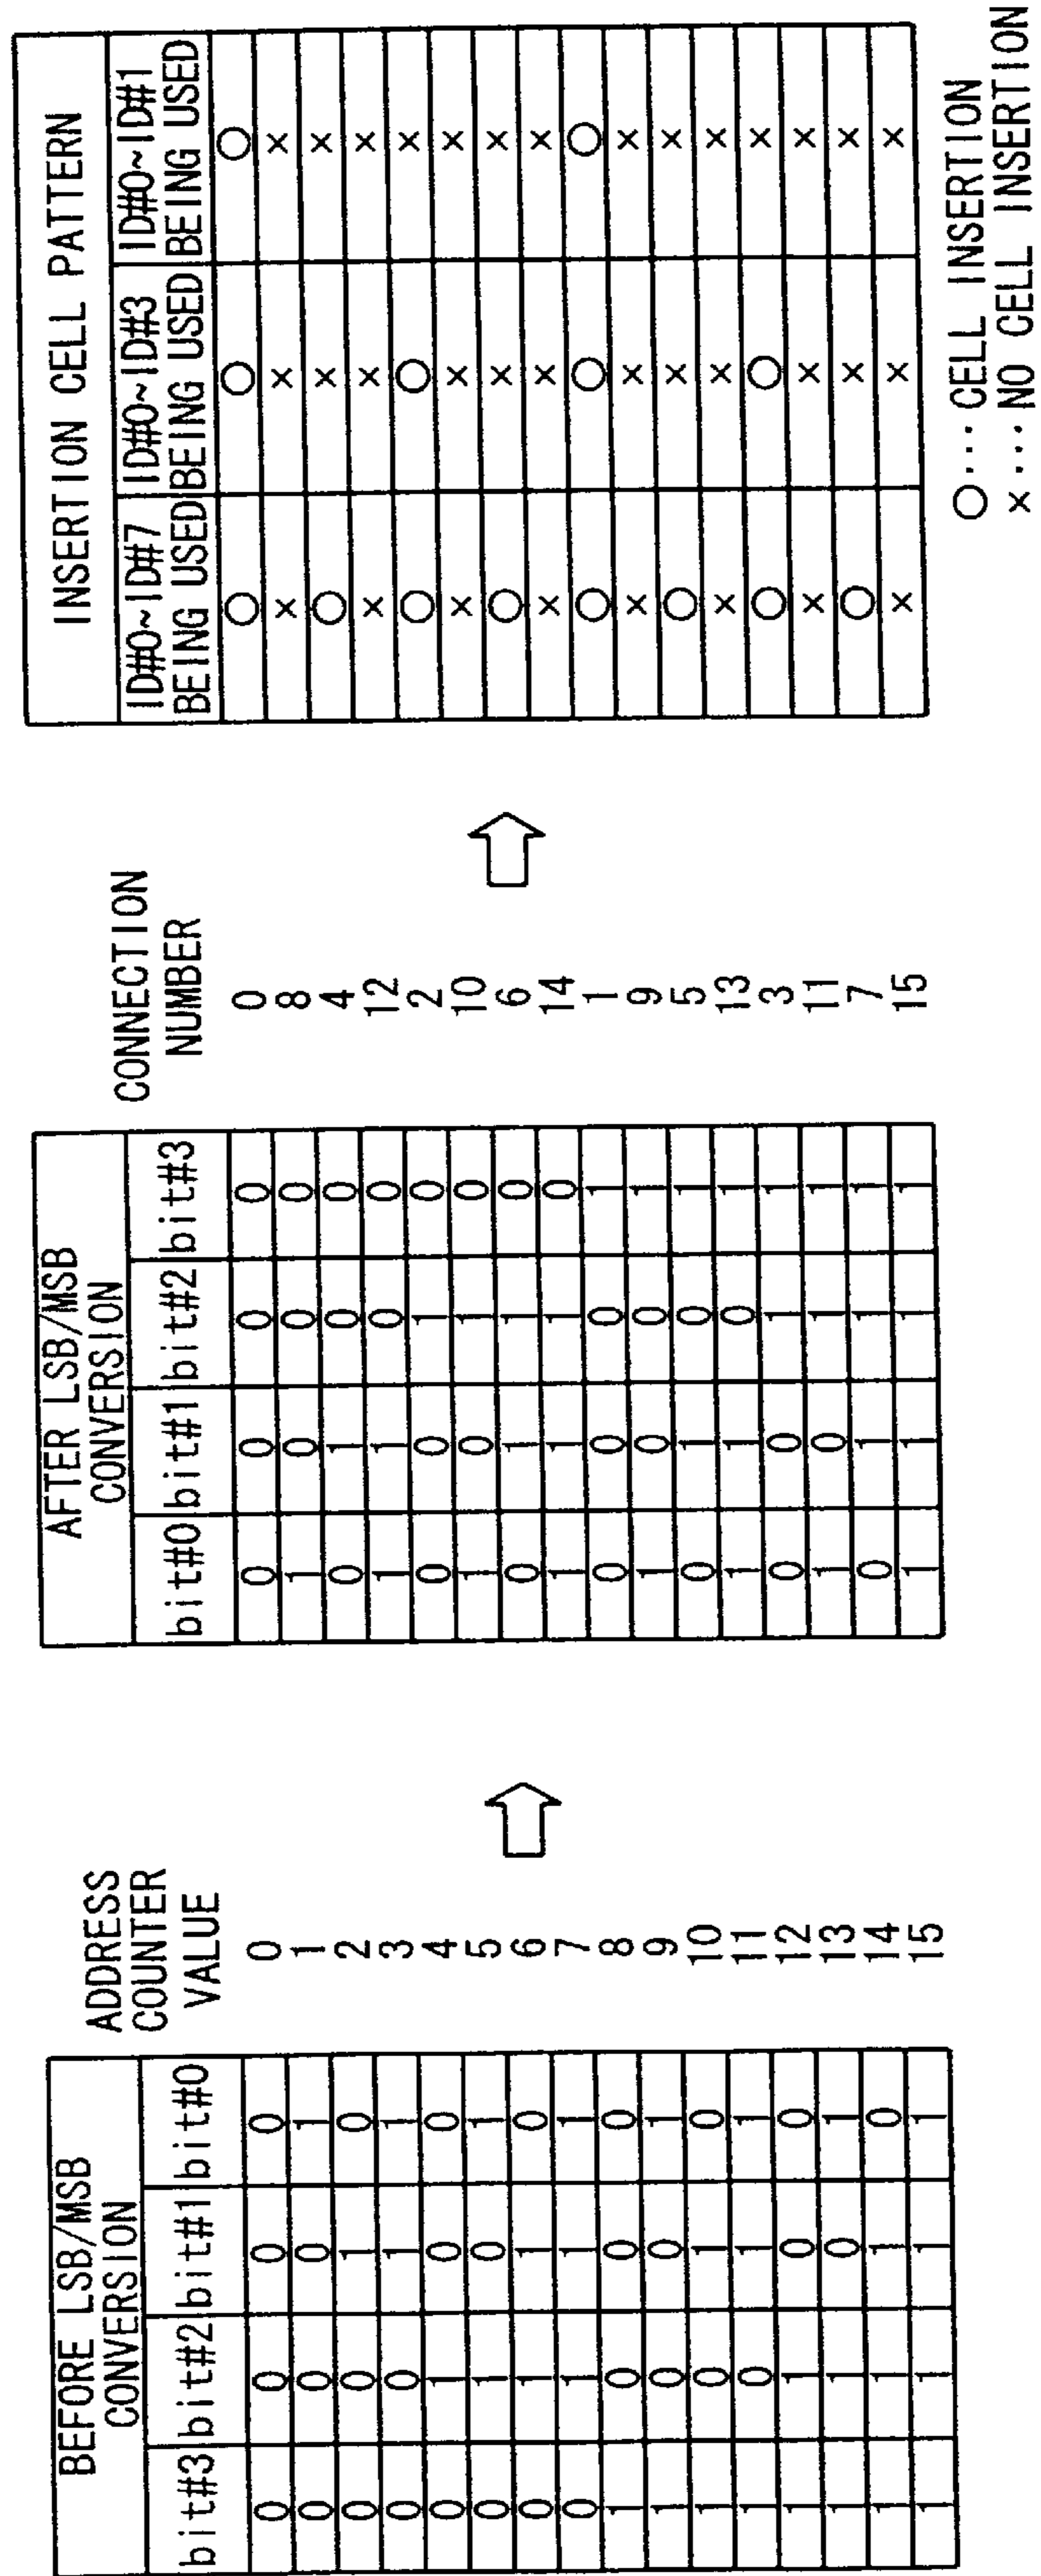 BEFORE LSB/MSB
CONVERSION
bit#3 bit#2 bit#1 bit#0
0 0 0 0
0 0 0 1
0 0 1 0
0 0 1 1
0 1 0 0
0 1 0 1
0 1 1 0
0 1 1 1
1 0 0 0
1 0 0 1
1 0 1 0
1 0 1 1
1 1 0 0
1 1 0 1
1 1 1 0
1 1 1 1
ADDRESS
COUNTER
VALUE
0
1
2
3
4
5
6
7
8
9
10
11
12
13
14
15
AFTER LSB/MSB
CONVERSION
bit#0 bit#1 bit#2 bit#3
0 0 0 0
1 0 0 0
0 1 0 0
1 1 0 0
0 0 1 0
1 0 1 0
0 1 1 0
1 1 1 0
0 0 0 1
1 0 0 1
0 1 0 1
1 1 0 1
0 0 1 1
1 0 1 1
0 1 1 1
1 1 1 1
CONNECTION
NUMBER
0
8
4
12
2
10
6
14
1
9
5
13
3
11
7
15
INSERTION CELL PATTERN
ID#0~ID#7 ID#0~ID#3 ID#0~ID#1
BEING USED BEING USED BEING USED
○ ○ ○
× × ×
○ × ×
× × ×
○ ○ ×
× × ×
○ × ×
× × ×
○ ○ ○
× × ×
○ × ×
× × ×
○ ○ ×
× × ×
○ × ×
× × ×
○···CELL INSERTION
×···NO CELL INSERTION